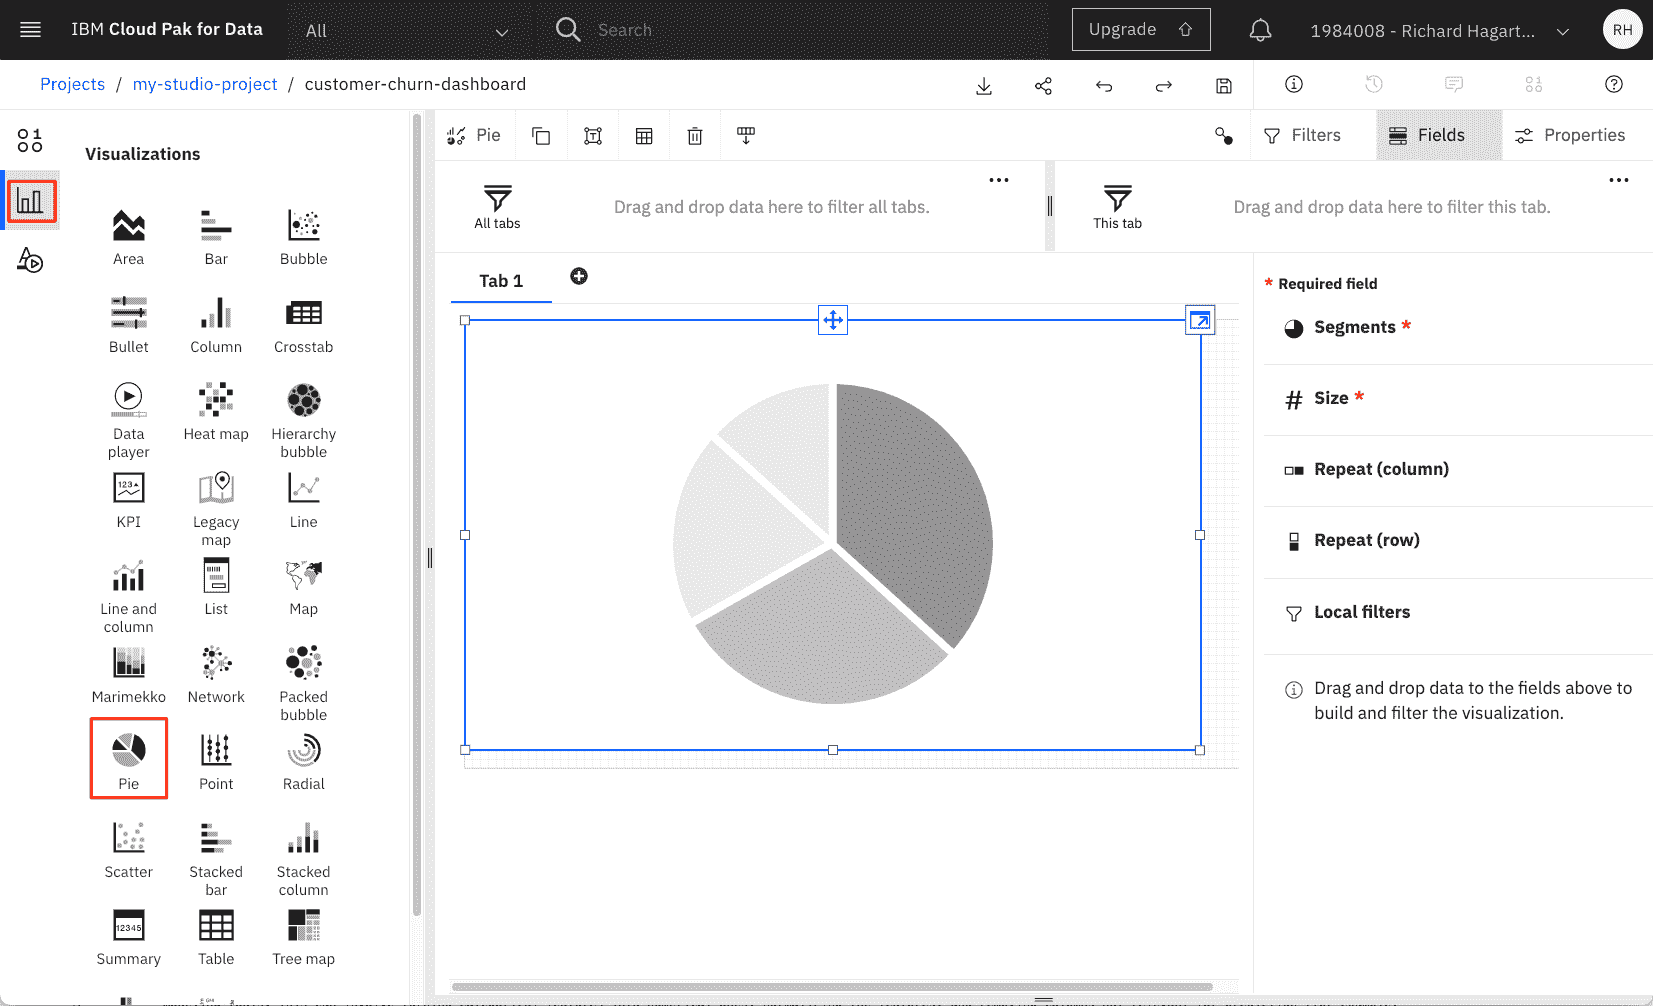 IBM Cloud Pak for Data
All
Search
Upgrade
1984008 - Richard Hagart...
RH
Projects / my-studio-project / customer-churn-dashboard
Visualizations
Pie
Filters
Fields
Properties
All tabs
Drag and drop data here to filter all tabs.
This tab
Drag and drop data here to filter this tab.
Area
Bar
Bubble
Bullet
Column
Crosstab
Data
player
Heat map
Hierarchy
bubble
KPI
Legacy
map
Line
Line and
column
List
Map
Marimekko
Network
Packed
bubble
Pie
Point
Radial
Scatter
Stacked
bar
Stacked
column
12345
Summary
Table
Tree map
Tab 1
* Required field
Segments *
Size *
Repeat (column)
Repeat (row)
Local filters
Drag and drop data to the fields above to
build and filter the visualization.